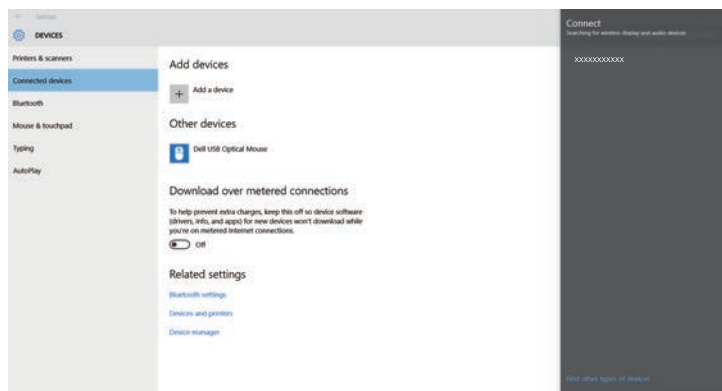 Settings
DEVICES
Printers & scanners
Connected devices
Bluetooth
Mouse & touchpad
Typing
AutoPlay
Add devices
Add a device
Other devices
Dell USB Optical Mouse
Download over metered connections
To help prevent extra charges, keep this off so device software
(drivers, info, and apps) for new devices won't download while
you're on metered Internet connections.
Off
Related settings
Bluetooth settings
Devices and printers
Device manager
Connect
Searching for wireless display and audio devices
XXXXXXXXXXX
Find other types of devices